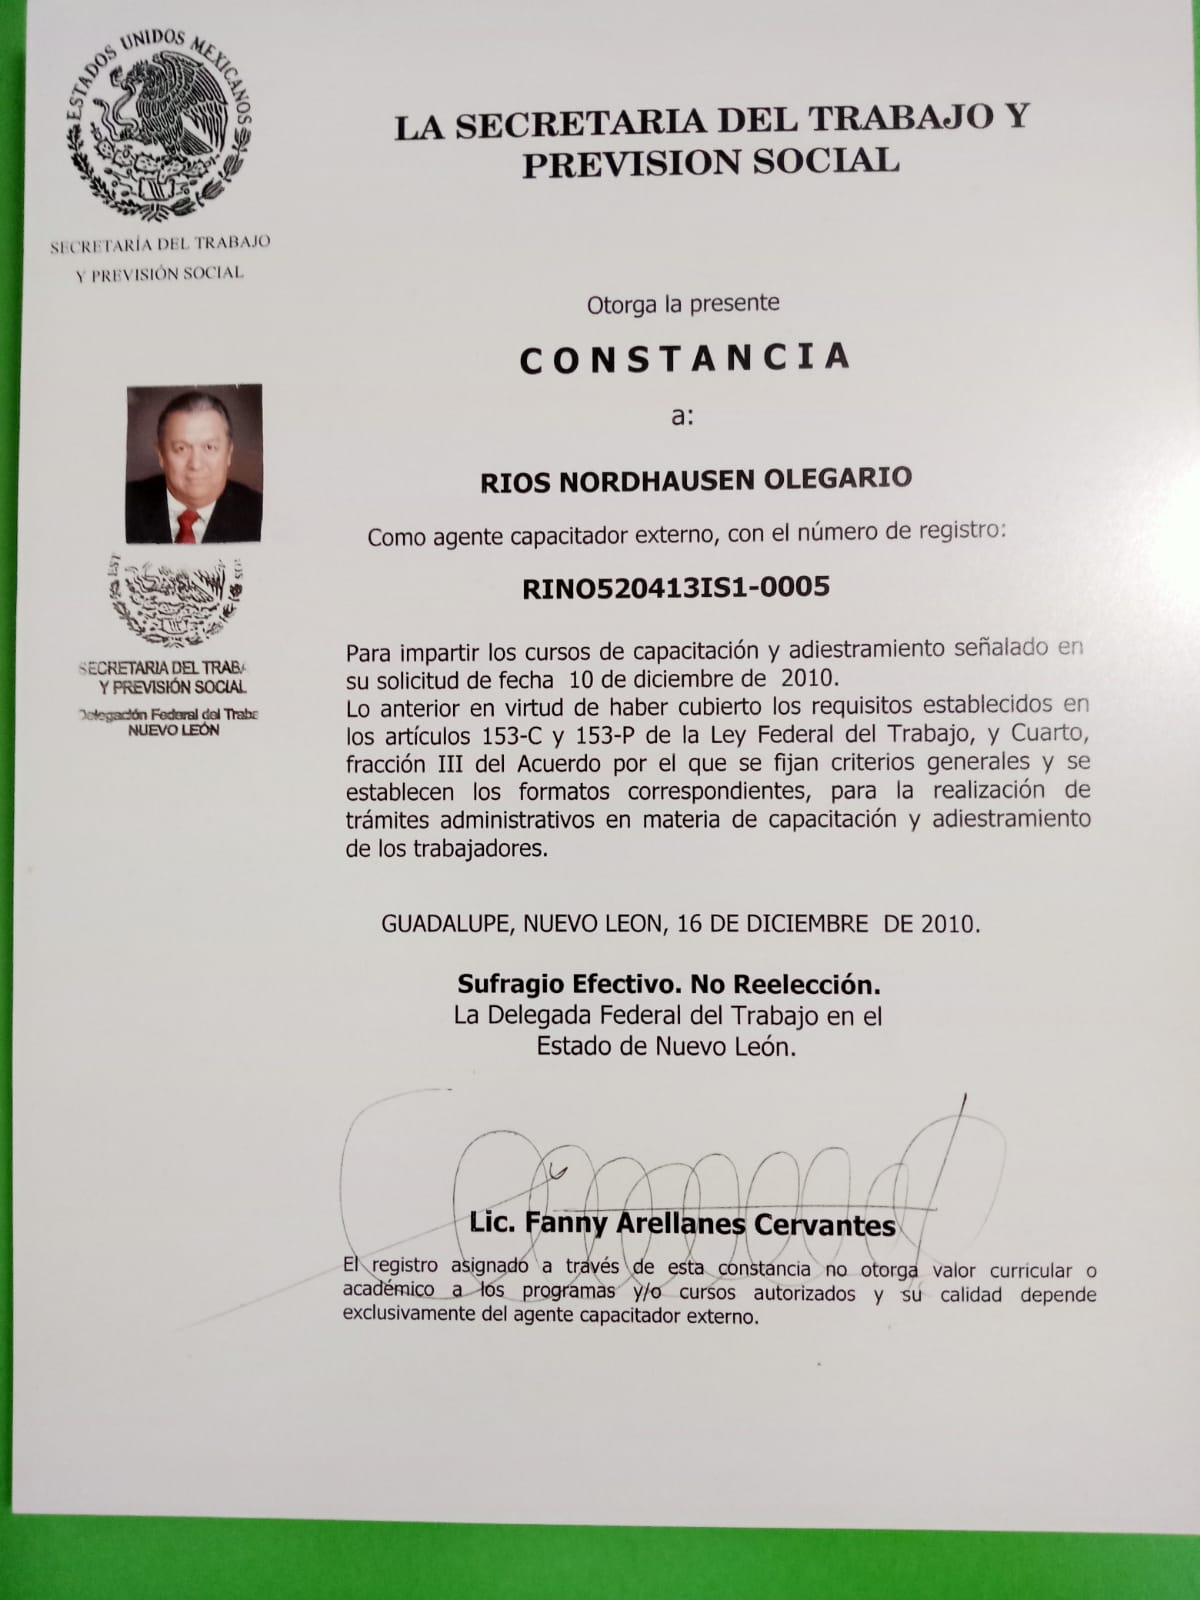 ESTADOS UNIDOS MEXICANOS
SECRETARÍA DEL TRABAJO
Y PREVISIÓN SOCIAL
LA SECRETARIA DEL TRABAJO Y
PREVISION SOCIAL
Otorga la presente
CONSTANCIA
a:
RIOS NORDHAUSEN OLEGARIO
Como agente capacitador externo, con el número de registro:
RINO520413IS1-0005
EST
OS
SECRETARIA DEL TRABA
Y PREVISIÓN SOCIAL
Delegación Federal del Traba
NUEVO LEÓN
Para impartir los cursos de capacitación y adiestramiento señalado en
su solicitud de fecha 10 de diciembre de 2010.
Lo anterior en virtud de haber cubierto los requisitos establecidos en
los artículos 153-C y 153-P de la Ley Federal del Trabajo, y Cuarto,
fracción III del Acuerdo por el que se fijan criterios generales y se
establecen los formatos correspondientes, para la realización de
trámites administrativos en materia de capacitación y adiestramiento
de los trabajadores.
GUADALUPE, NUEVO LEON, 16 DE DICIEMBRE DE 2010.
Sufragio Efectivo. No Reelección.
La Delegada Federal del Trabajo en el
Estado de Nuevo León.
Lic. Fanny Arellanes Cervantes
El registro asignado a través de esta constancia no otorga valor curricular o
académico a los programas y/o cursos autorizados y su calidad depende
exclusivamente del agente capacitador externo.